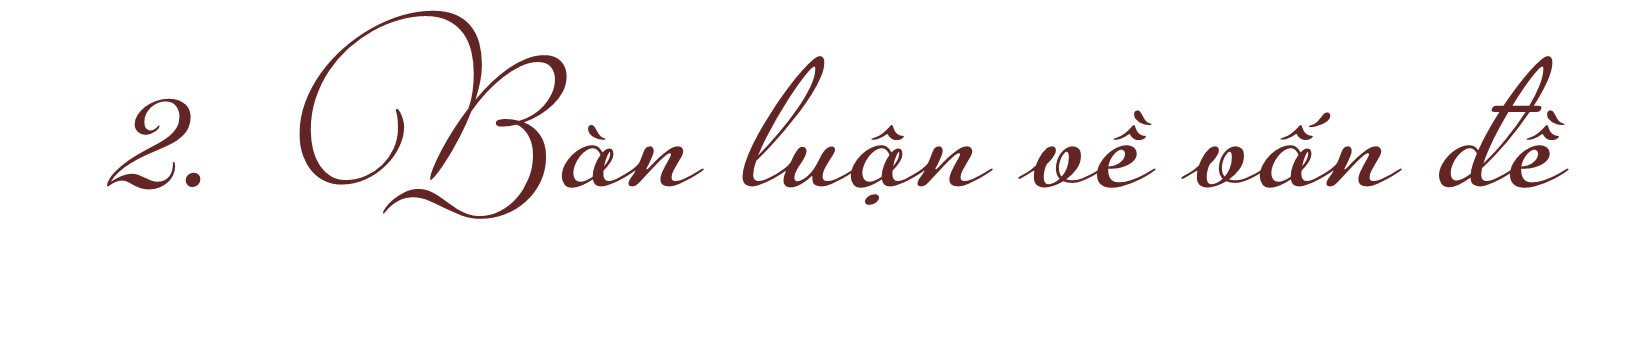 2. Bàn luận về vấn đề